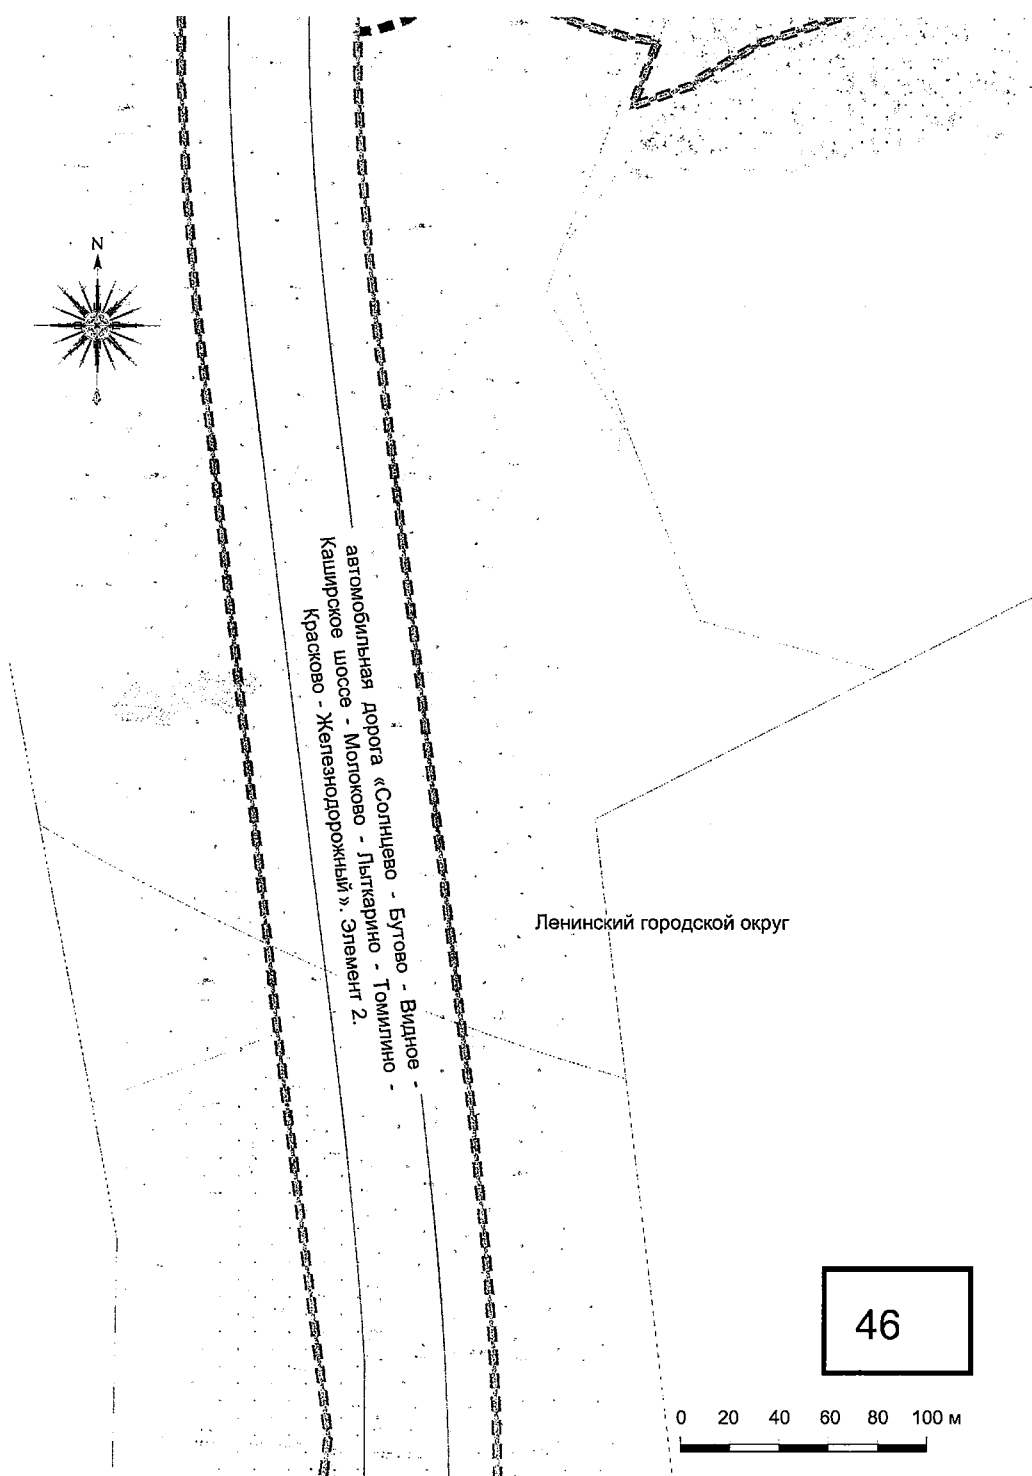 N
автомобильная дорога «Солнцево - Бутово - Видное -
Каширское шоссе - Молоково - Лыткарино - Томилино -
Красково - Железнодорожный». Элемент 2.
Ленинский городской округ
46
0 20 40 60 80 100 м